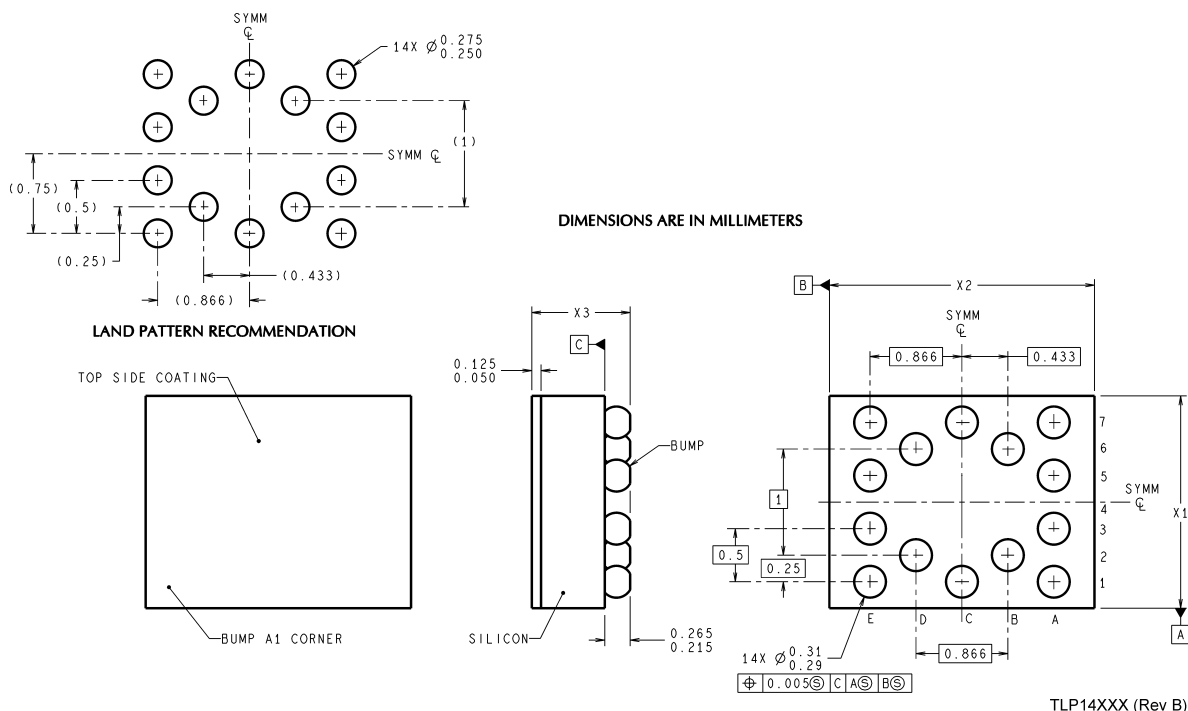 SYMM
℄
14X Ø0.275
0.250
(1)
SYMM ℄
(0.75)
(0.5)
(0.25)
(0.433)
(0.866)
LAND PATTERN RECOMMENDATION
DIMENSIONS ARE IN MILLIMETERS
TOP SIDE COATING
BUMP A1 CORNER
X3
C
0.125
0.050
BUMP
SILICON
0.265
0.215
B
X2
SYMM
℄
0.866
0.433
7
6
5
4
3
2
1
SYMM
℄
X1
1
0.5
0.25
E D C B A
A
0.866
14X Ø0.31
0.29
⌖ 0.005Ⓢ C AⓈ BⓈ
TLP14XXX (Rev B)